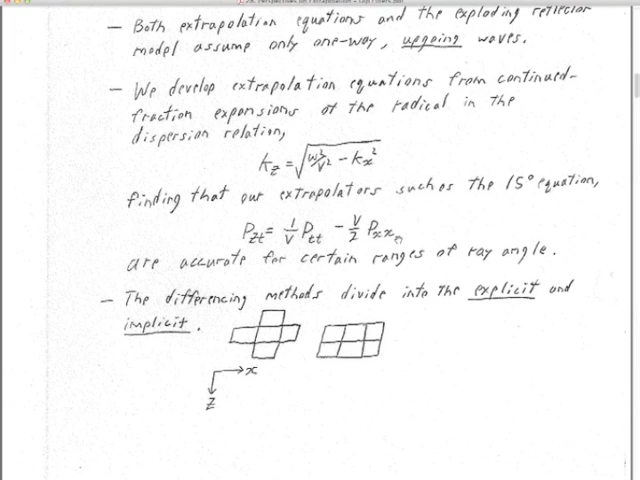 — Both extrapolation equations and the exploding reflector
model assume only one-way, upgoing waves.
— We develop extrapolation equations from continued-
fraction expansions of the radical in the
dispersion relation,
k_z = √(ω²/v² - k_x²)
finding that our extrapolators such as the 15° equation,
P_zt = 1/v P_tt - v/2 P_xx,
are accurate for certain ranges of ray angle.
— The differencing methods divide into the explicit and
implicit.
x
z